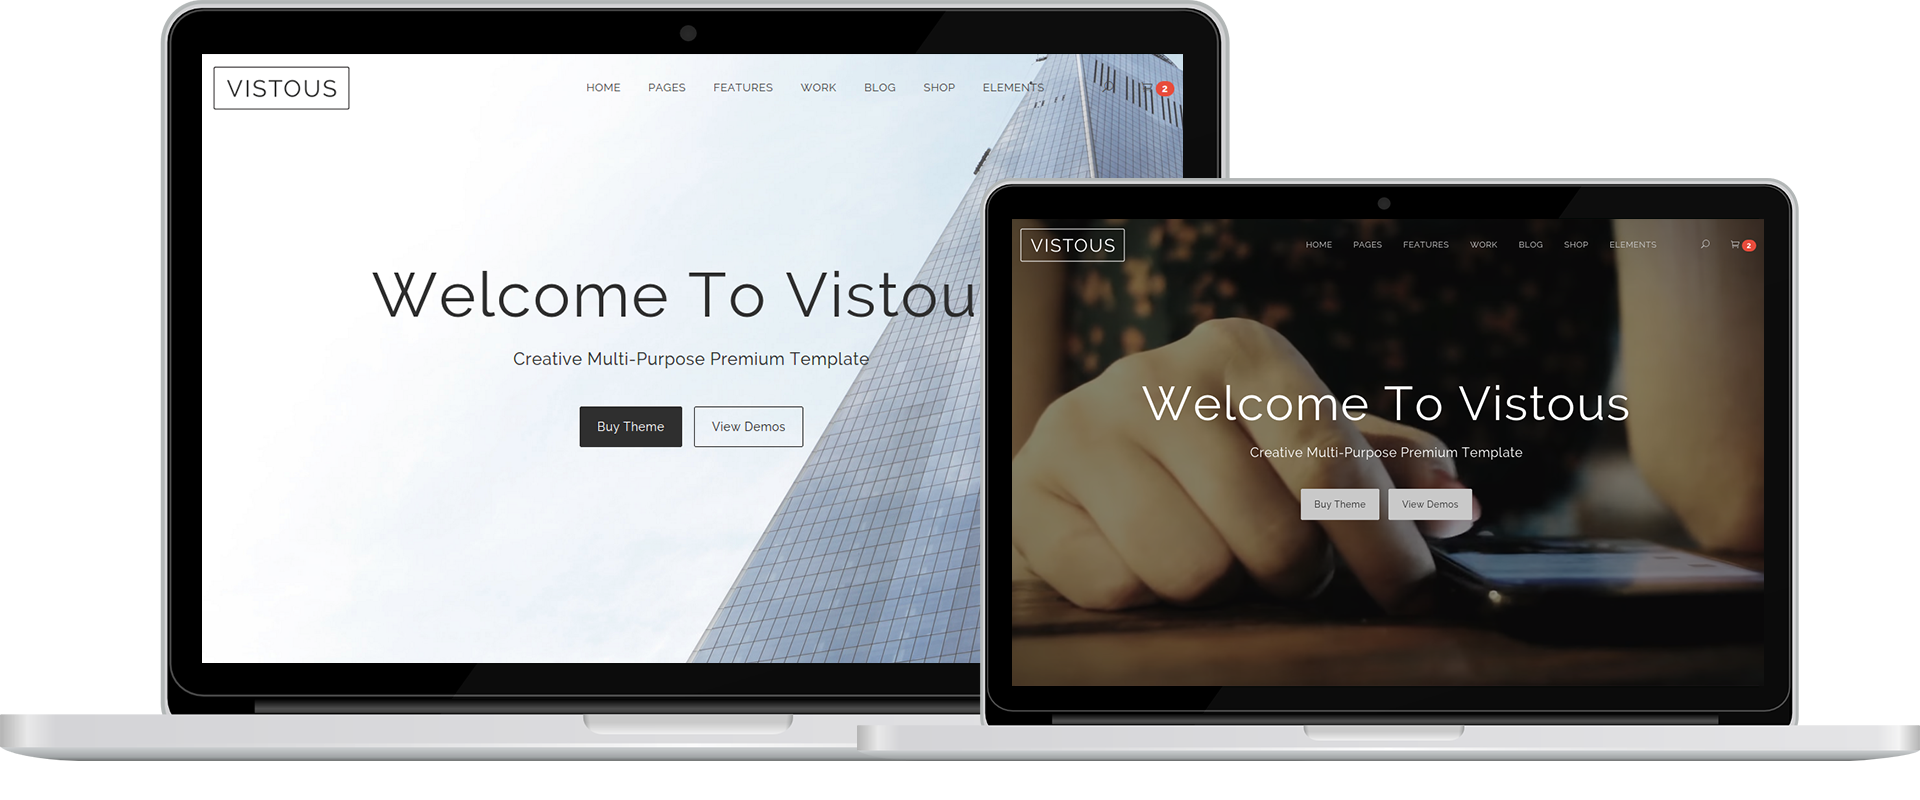 VISTOUS
HOME PAGES FEATURES WORK BLOG SHOP ELEMENTS 2
Welcome To Vistou
Creative Multi-Purpose Premium Template
Buy Theme View Demos
VISTOUS
HOME PAGES FEATURES WORK BLOG SHOP ELEMENTS 2
Welcome To Vistous
Creative Multi-Purpose Premium Template
Buy Theme View Demos